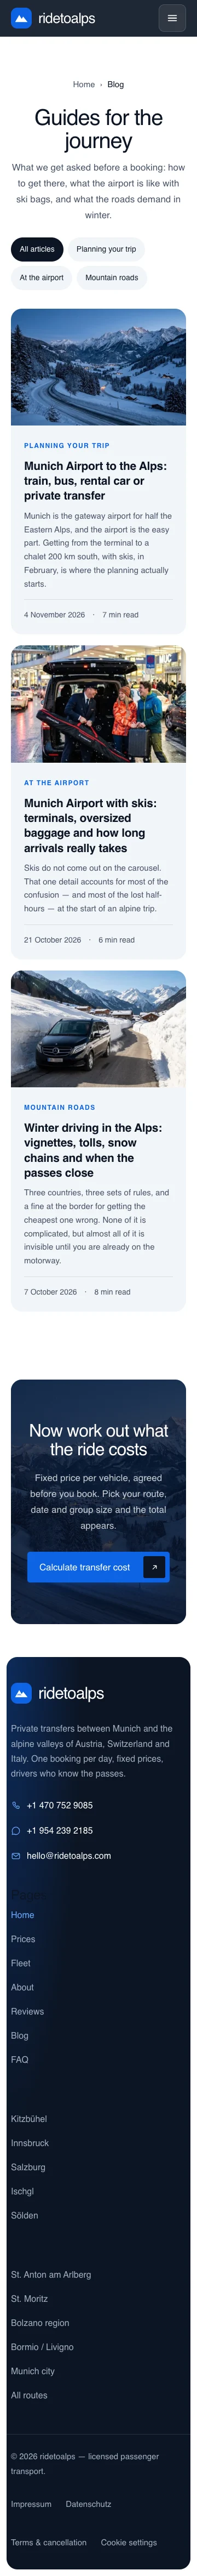 ridetoalps
Home › Blog
Guides for the
journey
What we get asked before a booking: how
to get there, what the airport is like with
ski bags, and what the roads demand in
winter.
All articles
Planning your trip
At the airport
Mountain roads
PLANNING YOUR TRIP
Munich Airport to the Alps:
train, bus, rental car or
private transfer
Munich is the gateway airport for half the
Eastern Alps, and the airport is the easy
part. Getting from the terminal to a
chalet 200 km south, with skis, in
February, is where the planning actually
starts.
4 November 2026 · 7 min read
AT THE AIRPORT
Munich Airport with skis:
terminals, oversized
baggage and how long
arrivals really takes
Skis do not come out on the carousel.
That one detail accounts for most of the
confusion — and most of the lost half-
hours — at the start of an alpine trip.
21 October 2026 · 6 min read
MOUNTAIN ROADS
Winter driving in the Alps:
vignettes, tolls, snow
chains and when the
passes close
Three countries, three sets of rules, and
a fine at the border for getting the
cheapest one wrong. None of it is
complicated, but almost all of it is
invisible until you are already on the
motorway.
7 October 2026 · 8 min read
Now work out what
the ride costs
Fixed price per vehicle, agreed
before you book. Pick your route,
date and group size and the total
appears.
Calculate transfer cost
ridetoalps
Private transfers between Munich and the
alpine valleys of Austria, Switzerland and
Italy. One booking per day, fixed prices,
drivers who know the passes.
+1 470 752 9085
+1 954 239 2185
hello@ridetoalps.com
Home
Prices
Fleet
About
Reviews
Blog
FAQ
Kitzbühel
Innsbruck
Salzburg
Ischgl
Sölden
St. Anton am Arlberg
St. Moritz
Bolzano region
Bormio / Livigno
Munich city
All routes
© 2026 ridetoalps — licensed passenger
transport.
Impressum Datenschutz
Terms & cancellation Cookie settings